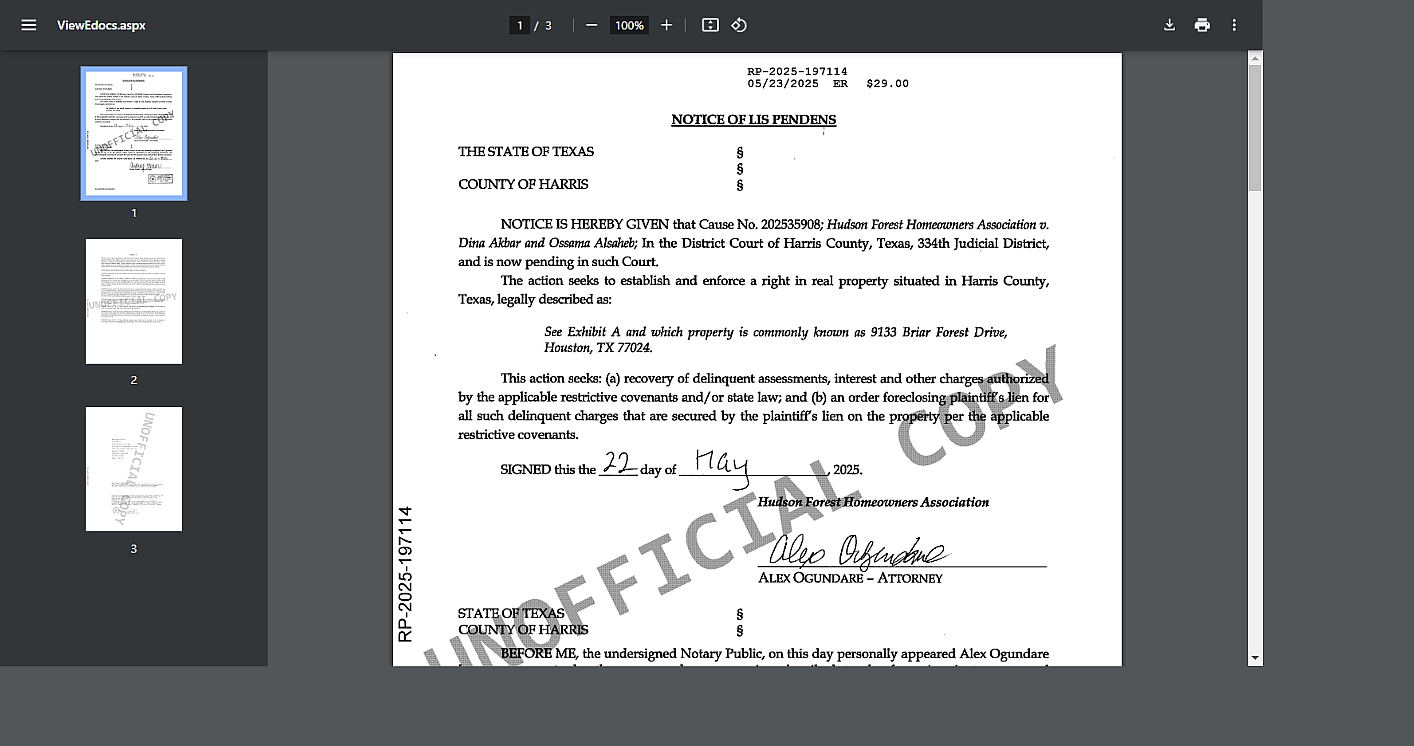 ViewEdocs.aspx
1 / 3
100%
1
2
3
RP-2025-197114
05/23/2025 ER $29.00
NOTICE OF LIS PENDENS
THE STATE OF TEXAS §
§
COUNTY OF HARRIS §
NOTICE IS HEREBY GIVEN that Cause No. 202535908; Hudson Forest Homeowners Association v.
Dina Akbar and Ossama Alsaheb; In the District Court of Harris County, Texas, 334th Judicial District,
and is now pending in such Court.
The action seeks to establish and enforce a right in real property situated in Harris County,
Texas, legally described as:
See Exhibit A and which property is commonly known as 9133 Briar Forest Drive,
Houston, TX 77024.
This action seeks: (a) recovery of delinquent assessments, interest and other charges authorized
by the applicable restrictive covenants and/or state law; and (b) an order foreclosing plaintiff's lien for
all such delinquent charges that are secured by the plaintiff's lien on the property per the applicable
restrictive covenants.
SIGNED this the 22 day of May, 2025.
Hudson Forest Homeowners Association
Alex Ogundare
ALEX OGUNDARE – ATTORNEY
STATE OF TEXAS §
COUNTY OF HARRIS §
BEFORE ME, the undersigned Notary Public, on this day personally appeared Alex Ogundare
RP-2025-197114
UNOFFICIAL COPY